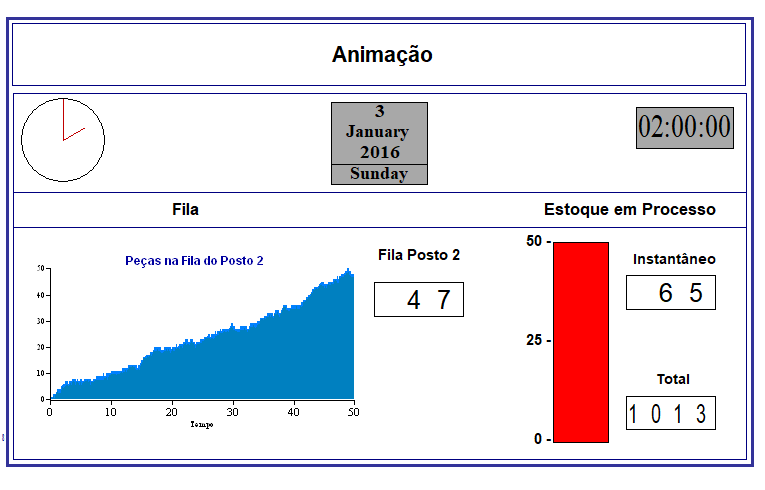 Animação
3
January
2016
Sunday
02:00:00
Fila
Estoque em Processo
Peças na Fila do Posto 2
50
40
30
20
10
0
0 10 20 30 40 50
Tempo
Fila Posto 2
4 7
50 -
25 -
0 -
Instantâneo
6 5
Total
1 0 1 3